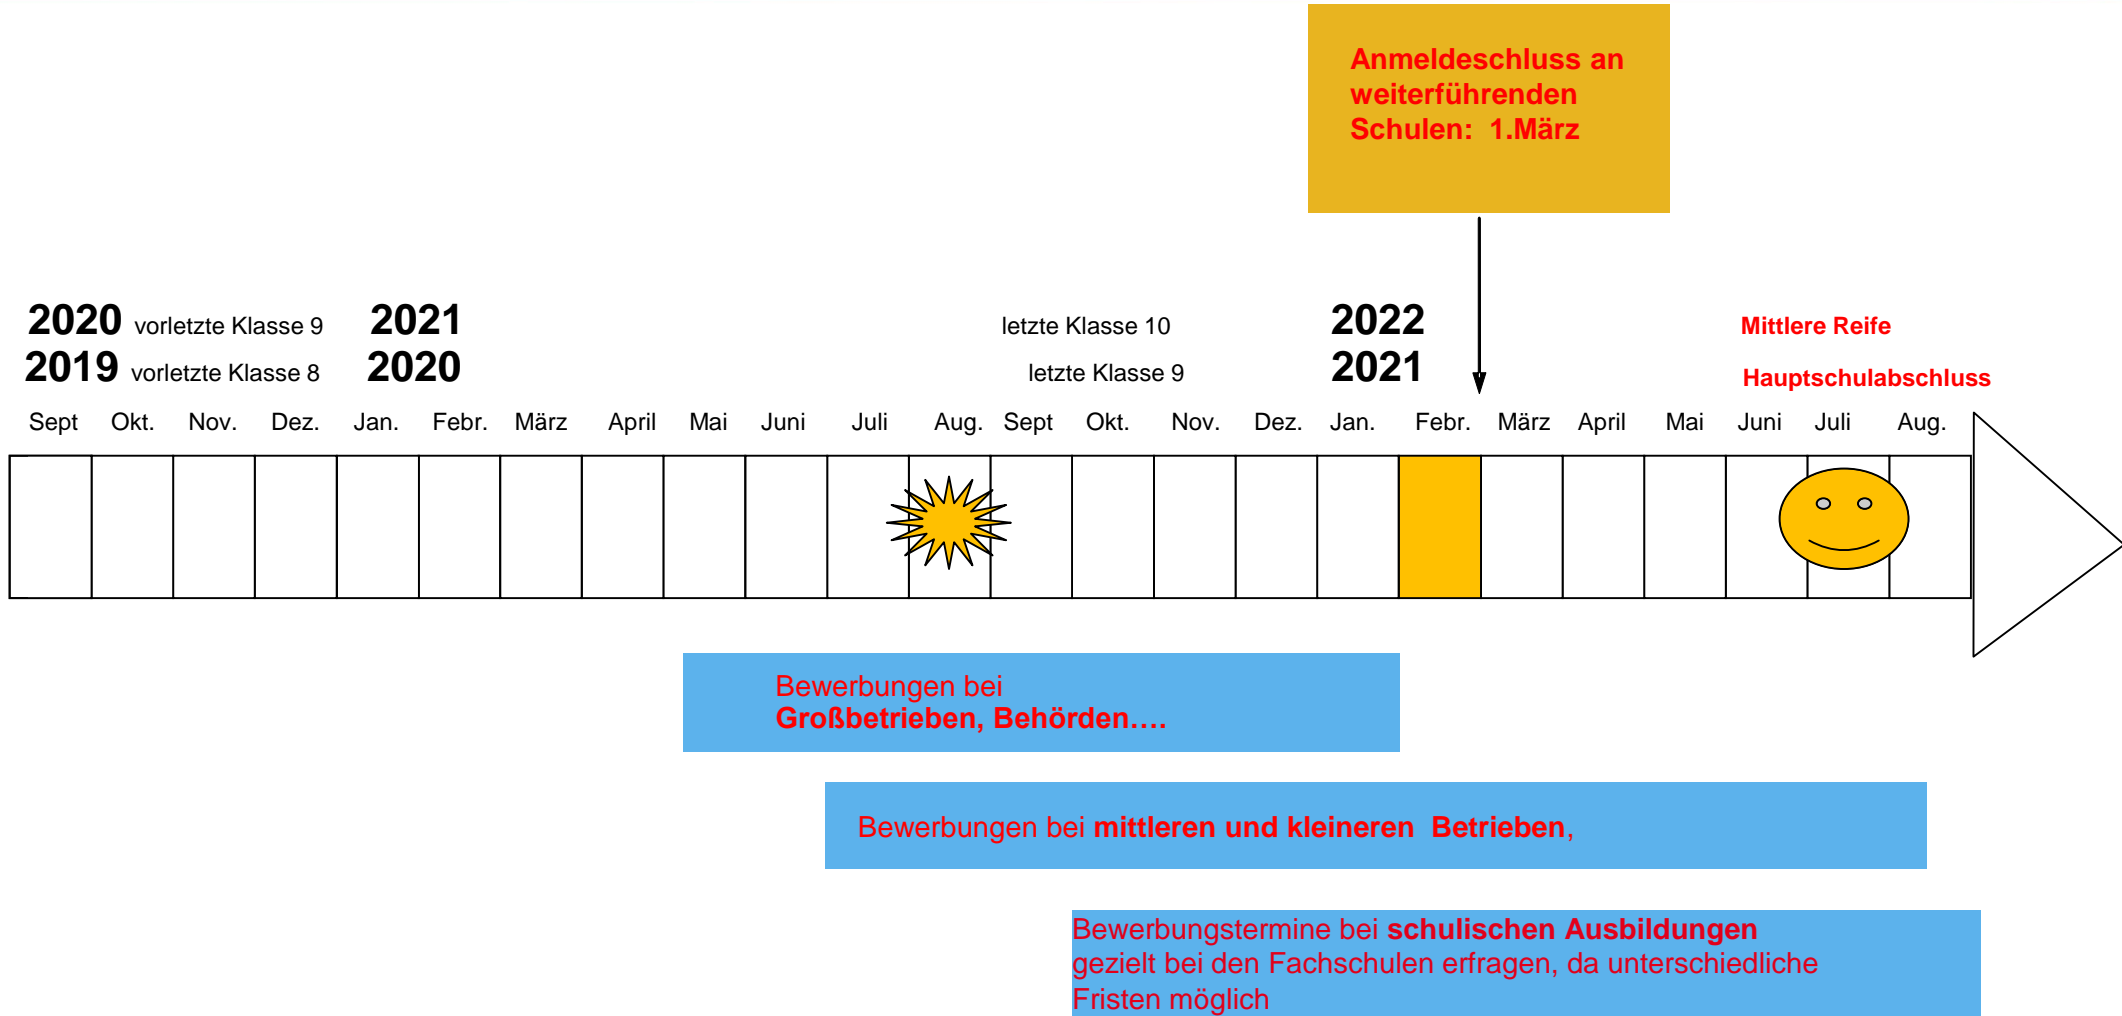 Anmeldeschluss an
weiterführenden
Schulen: 1.März
2020 vorletzte Klasse 9 2021 letzte Klasse 10 2022 Mittlere Reife
2019 vorletzte Klasse 8 2020 letzte Klasse 9 2021 Hauptschulabschluss
Sept Okt. Nov. Dez. Jan. Febr. März April Mai Juni Juli Aug. Sept Okt. Nov. Dez. Jan. Febr. März April Mai Juni Juli Aug.
Bewerbungen bei
Großbetrieben, Behörden….
Bewerbungen bei mittleren und kleineren Betrieben,
Bewerbungstermine bei schulischen Ausbildungen
gezielt bei den Fachschulen erfragen, da unterschiedliche
Fristen möglich